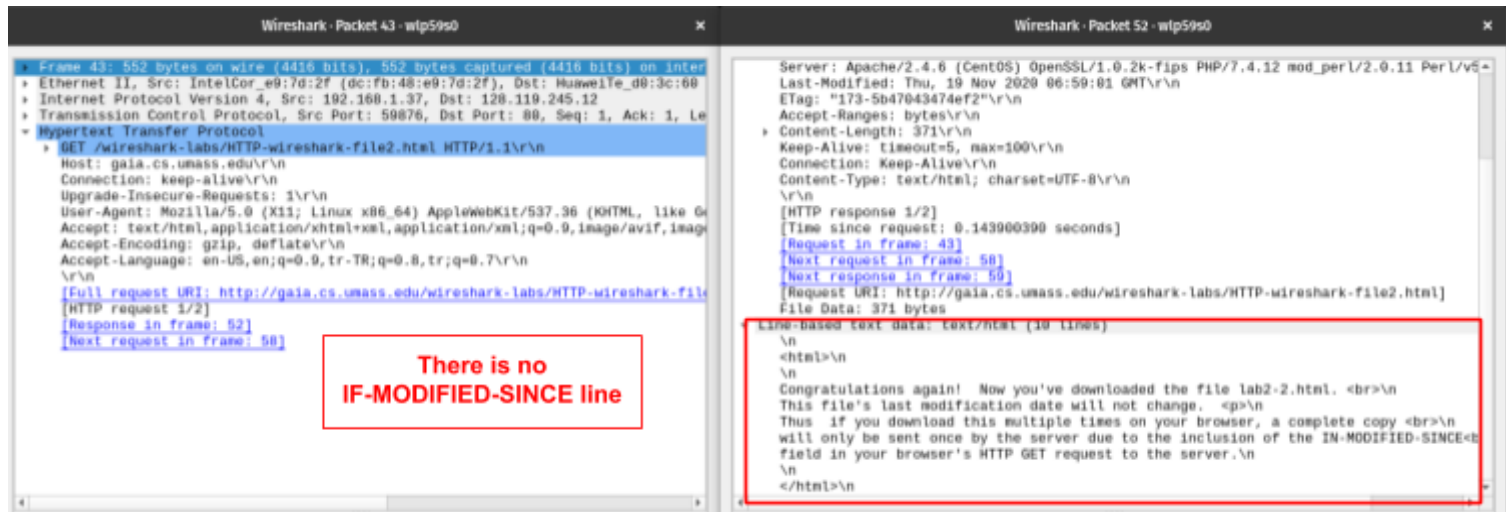 Wireshark · Packet 43 · wlp59s0
Frame 43: 552 bytes on wire (4416 bits), 552 bytes captured (4416 bits) on inter
Ethernet II, Src: IntelCor_e9:7d:2f (dc:fb:48:e9:7d:2f), Dst: HuaweiTe_d0:3c:60
Internet Protocol Version 4, Src: 192.168.1.37, Dst: 128.119.245.12
Transmission Control Protocol, Src Port: 59876, Dst Port: 80, Seq: 1, Ack: 1, Le
Hypertext Transfer Protocol
GET /wireshark-labs/HTTP-wireshark-file2.html HTTP/1.1\r\n
Host: gaia.cs.umass.edu\r\n
Connection: keep-alive\r\n
Upgrade-Insecure-Requests: 1\r\n
User-Agent: Mozilla/5.0 (X11; Linux x86_64) AppleWebKit/537.36 (KHTML, like Ge
Accept: text/html,application/xhtml+xml,application/xml;q=0.9,image/avif,imag
Accept-Encoding: gzip, deflate\r\n
Accept-Language: en-US,en;q=0.9,tr-TR;q=0.8,tr;q=0.7\r\n
\r\n
[Full request URI: http://gaia.cs.umass.edu/wireshark-labs/HTTP-wireshark-file
[HTTP request 1/2]
[Response in frame: 52]
[Next request in frame: 58]
There is no
IF-MODIFIED-SINCE line
Wireshark · Packet 52 · wlp59s0
Server: Apache/2.4.6 (CentOS) OpenSSL/1.0.2k-fips PHP/7.4.12 mod_perl/2.0.11 Perl/v5
Last-Modified: Thu, 19 Nov 2020 06:59:01 GMT\r\n
ETag: "173-5b47043474ef2"\r\n
Accept-Ranges: bytes\r\n
Content-Length: 371\r\n
Keep-Alive: timeout=5, max=100\r\n
Connection: Keep-Alive\r\n
Content-Type: text/html; charset=UTF-8\r\n
\r\n
[HTTP response 1/2]
[Time since request: 0.143900390 seconds]
[Request in frame: 43]
[Next request in frame: 58]
[Next response in frame: 59]
[Request URI: http://gaia.cs.umass.edu/wireshark-labs/HTTP-wireshark-file2.html]
File Data: 371 bytes
Line-based text data: text/html (10 lines)
\n
<html>\n
\n
Congratulations again!  Now you've downloaded the file lab2-2.html. <br>\n
This file's last modification date will not change.  <p>\n
Thus  if you download this multiple times on your browser, a complete copy <br>\n
will only be sent once by the server due to the inclusion of the IN-MODIFIED-SINCE<b
field in your browser's HTTP GET request to the server.\n
\n
</html>\n